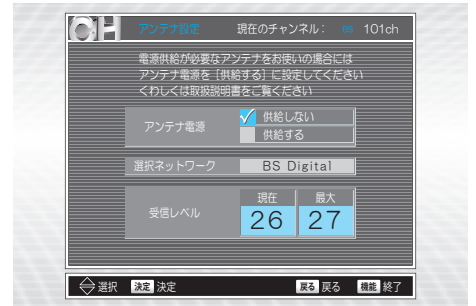 CH アンテナ設定 現在のチャンネル: BS 101ch
電源供給が必要なアンテナをお使いの場合には
アンテナ電源を［供給する］に設定してください
くわしくは取扱説明書をご覧ください
アンテナ電源
供給しない
供給する
選択ネットワーク BS Digital
受信レベル
現在 最大
26 27
選択 決定 決定 戻る 戻る 機能 終了